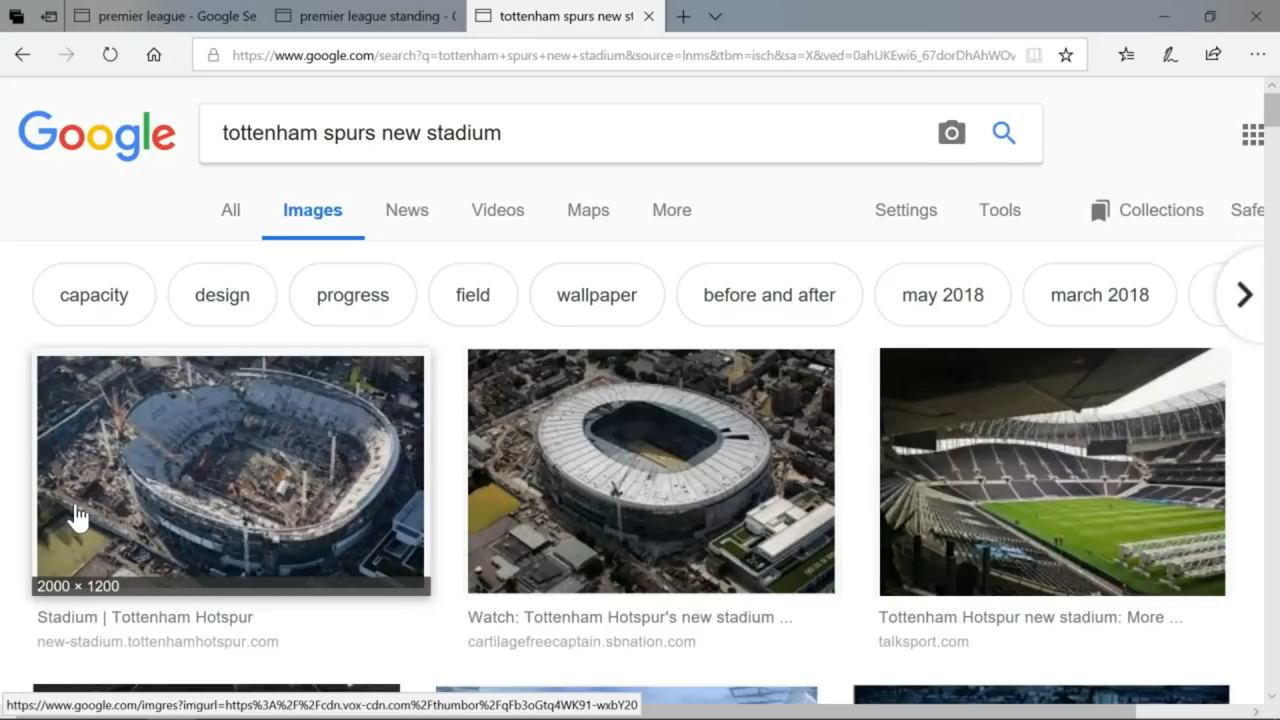 premier league - Google Se
premier league standing - G
tottenham spurs new st
https://www.google.com/search?q=tottenham+spurs+new+stadium&source=lnms&tbm=isch&sa=X&ved=0ahUKEwi6_67dorDhAhWOv
Google
tottenham spurs new stadium
All Images News Videos Maps More Settings Tools Collections Safe
capacity design progress field wallpaper before and after may 2018 march 2018
2000 × 1200
Stadium | Tottenham Hotspur
new-stadium.tottenhamhotspur.com
Watch: Tottenham Hotspur's new stadium ...
cartilagefreecaptain.sbnation.com
Tottenham Hotspur new stadium: More ...
talksport.com
https://www.google.com/imgres?imgurl=https%3A%2F%2Fcdn.vox-cdn.com%2Fthumbor%2FqFb3oGtq4WK91-wxbY20